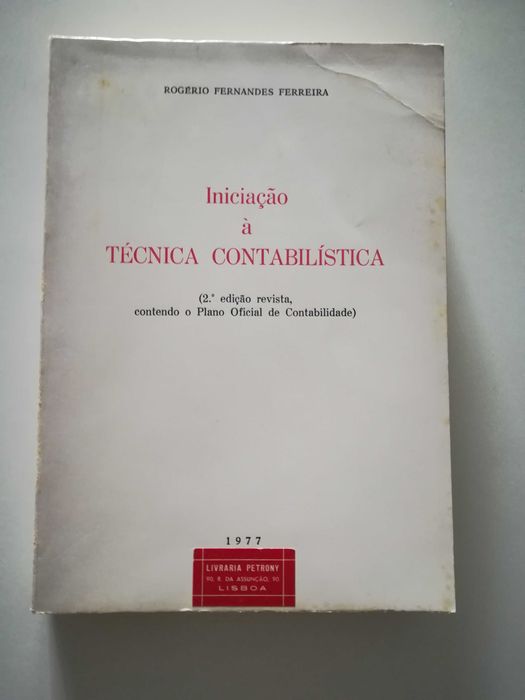 ROGÉRIO FERNANDES FERREIRA
Iniciação
à
TÉCNICA CONTABILÍSTICA
(2.ª edição revista,
contendo o Plano Oficial de Contabilidade)
1977
LIVRARIA PETRONY
90, R. DA ASSUNÇÃO, 90
LISBOA